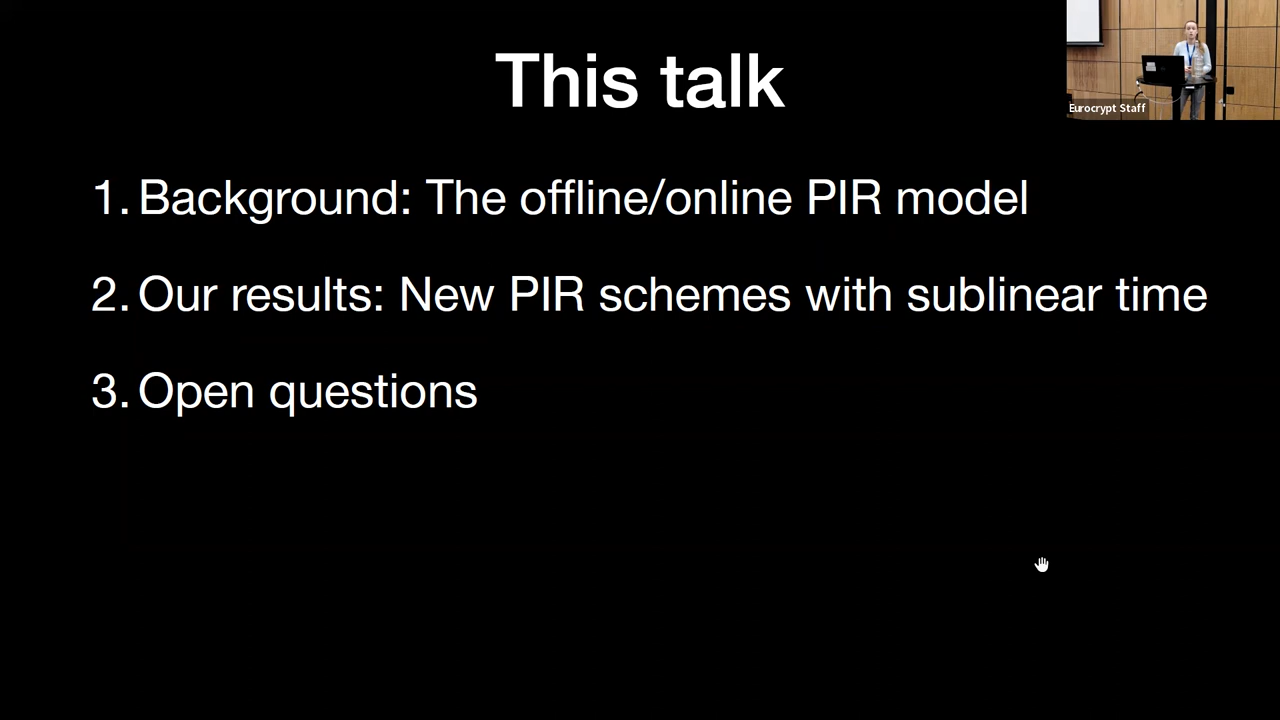 This talk
Eurocrypt Staff
1. Background: The offline/online PIR model
2. Our results: New PIR schemes with sublinear time
3. Open questions